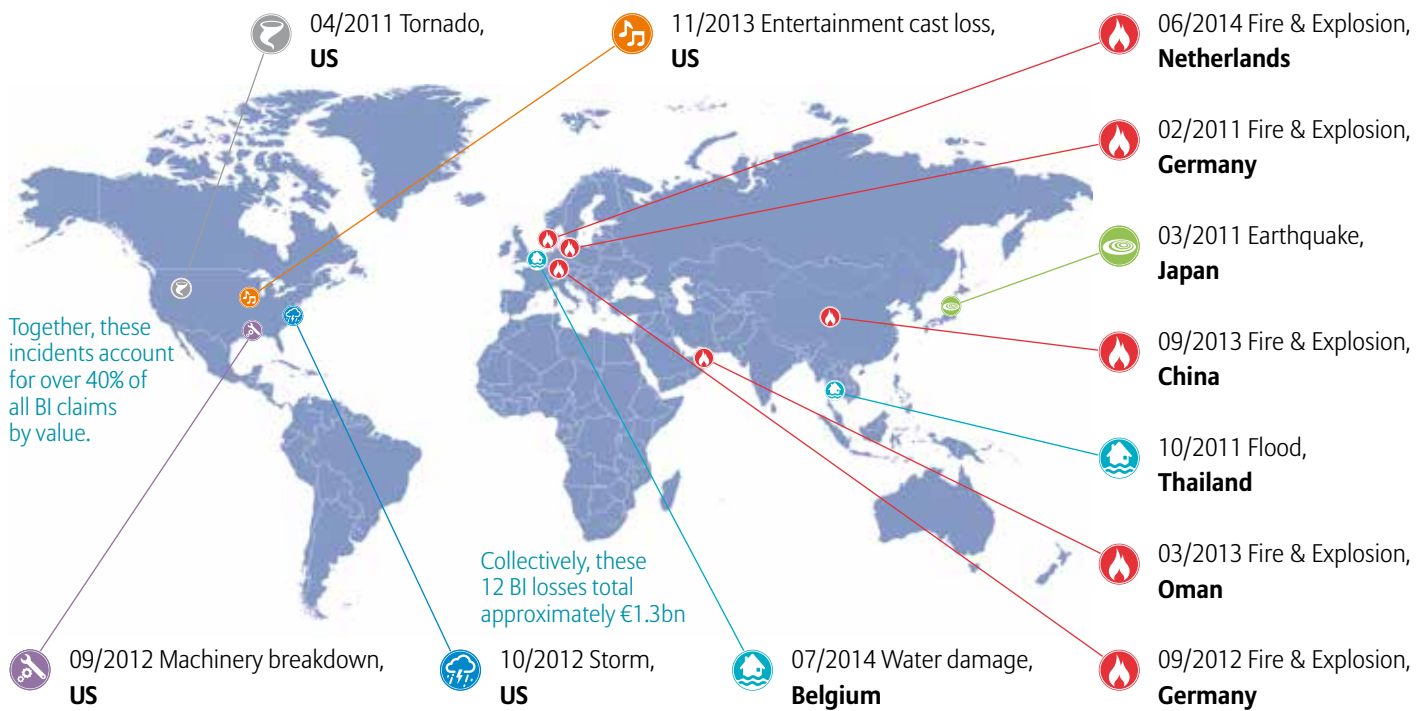 04/2011 Tornado,
US
11/2013 Entertainment cast loss,
US
06/2014 Fire & Explosion,
Netherlands
02/2011 Fire & Explosion,
Germany
03/2011 Earthquake,
Japan
Together, these
incidents account
for over 40% of
all BI claims
by value.
09/2013 Fire & Explosion,
China
10/2011 Flood,
Thailand
Collectively, these
12 BI losses total
approximately €1.3bn
03/2013 Fire & Explosion,
Oman
09/2012 Machinery breakdown,
US
10/2012 Storm,
US
07/2014 Water damage,
Belgium
09/2012 Fire & Explosion,
Germany